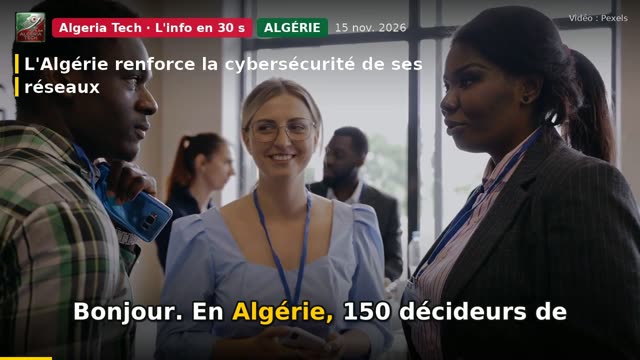 Algeria Tech · L'info en 30 s
ALGÉRIE
15 nov. 2026
Vidéo : Pexels
L'Algérie renforce la cybersécurité de ses
réseaux
Bonjour. En Algérie, 150 décideurs de